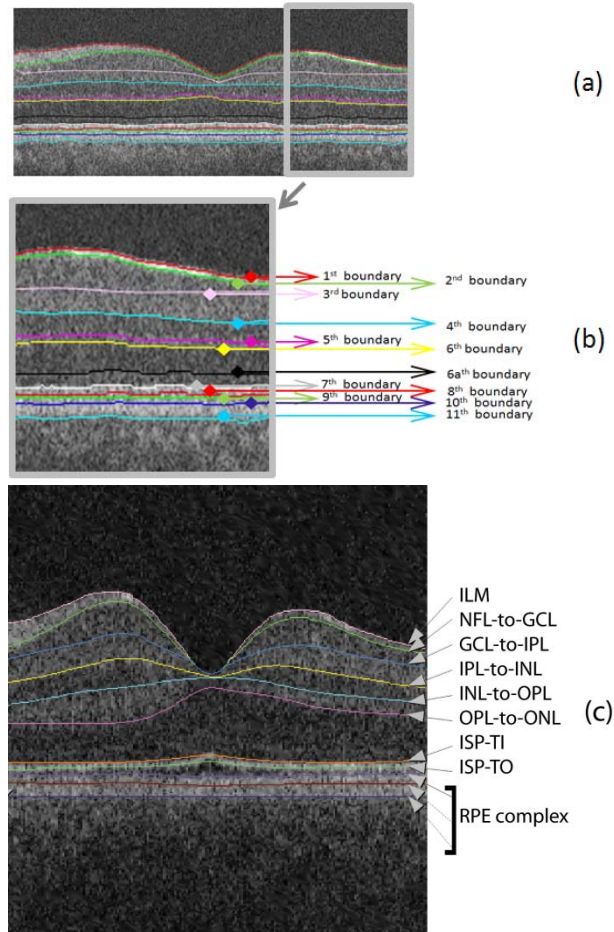 (a)
1st boundary
2nd boundary
3rd boundary
4th boundary
(b)
5th boundary
6th boundary
6ath boundary
7th boundary
8th boundary
9th boundary
10th boundary
11th boundary
ILM
NFL-to-GCL
GCL-to-IPL
IPL-to-INL
INL-to-OPL
(c)
OPL-to-ONL
ISP-TI
ISP-TO
RPE complex